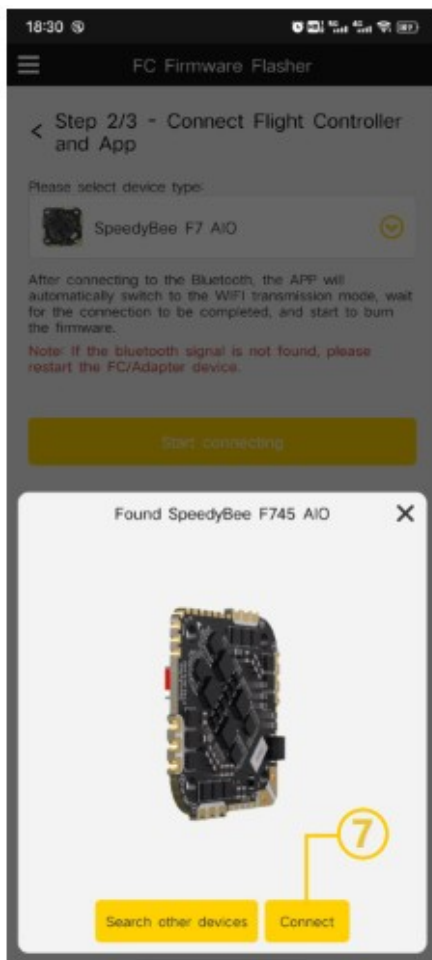 18:30
FC Firmware Flasher
< Step 2/3 - Connect Flight Controller
and App
Please select device type:
SpeedyBee F7 AIO
After connecting to the Bluetooth, the APP will
automatically switch to the WIFI transmission mode, wait
for the connection to be completed, and start to burn
the firmware.
Note: If the bluetooth signal is not found, please
restart the FC/Adapter device.
Start connecting
Found SpeedyBee F745 AIO
7
Search other devices
Connect